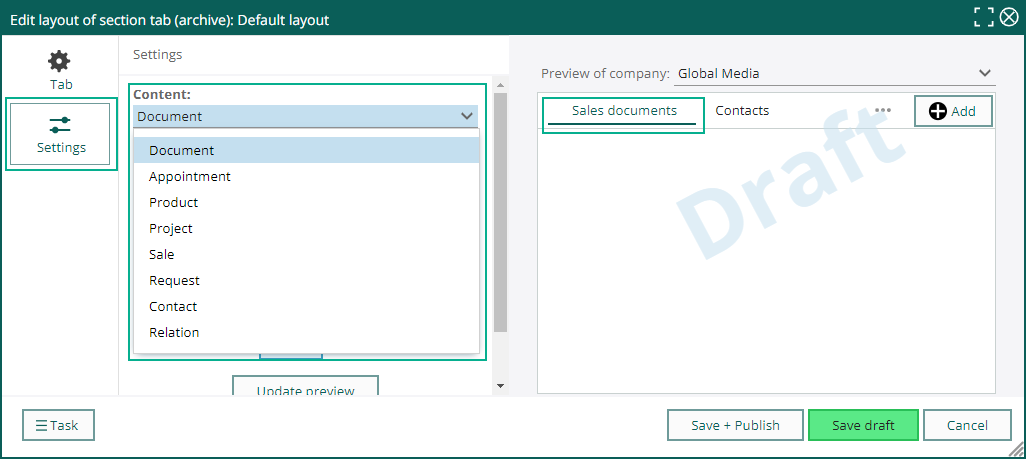 Edit layout of section tab (archive): Default layout
Tab
Settings
Settings
Content:
Document
Document
Appointment
Product
Project
Sale
Request
Contact
Relation
Update preview
Preview of company: Global Media
Sales documents
Contacts
Add
Draft
Task
Save + Publish
Save draft
Cancel